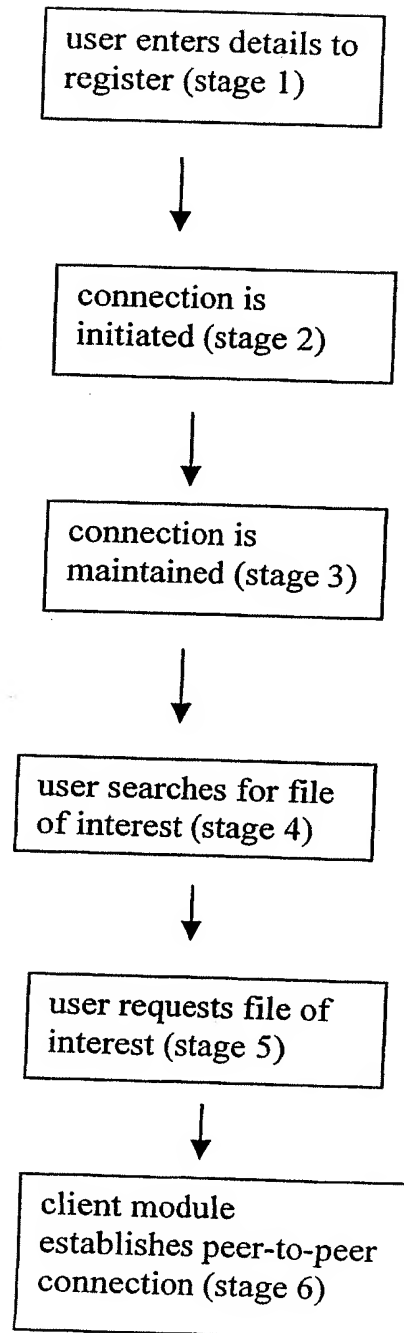 user enters details to
register (stage 1)
connection is
initiated (stage 2)
connection is
maintained (stage 3)
user searches for file
of interest (stage 4)
user requests file of
interest (stage 5)
client module
establishes peer-to-peer
connection (stage 6)